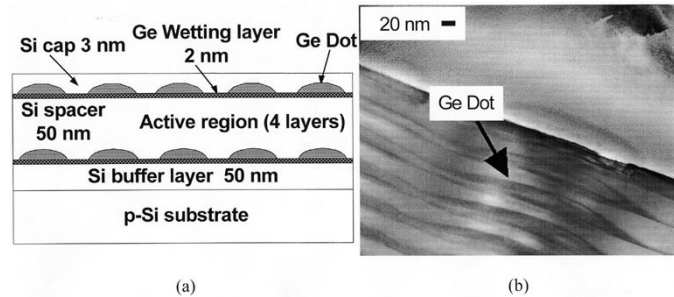 Si cap 3 nm
Ge Wetting layer
2 nm
Ge Dot
Si spacer
50 nm
Active region (4 layers)
Si buffer layer 50 nm
p-Si substrate
(a)
20 nm
Ge Dot
(b)